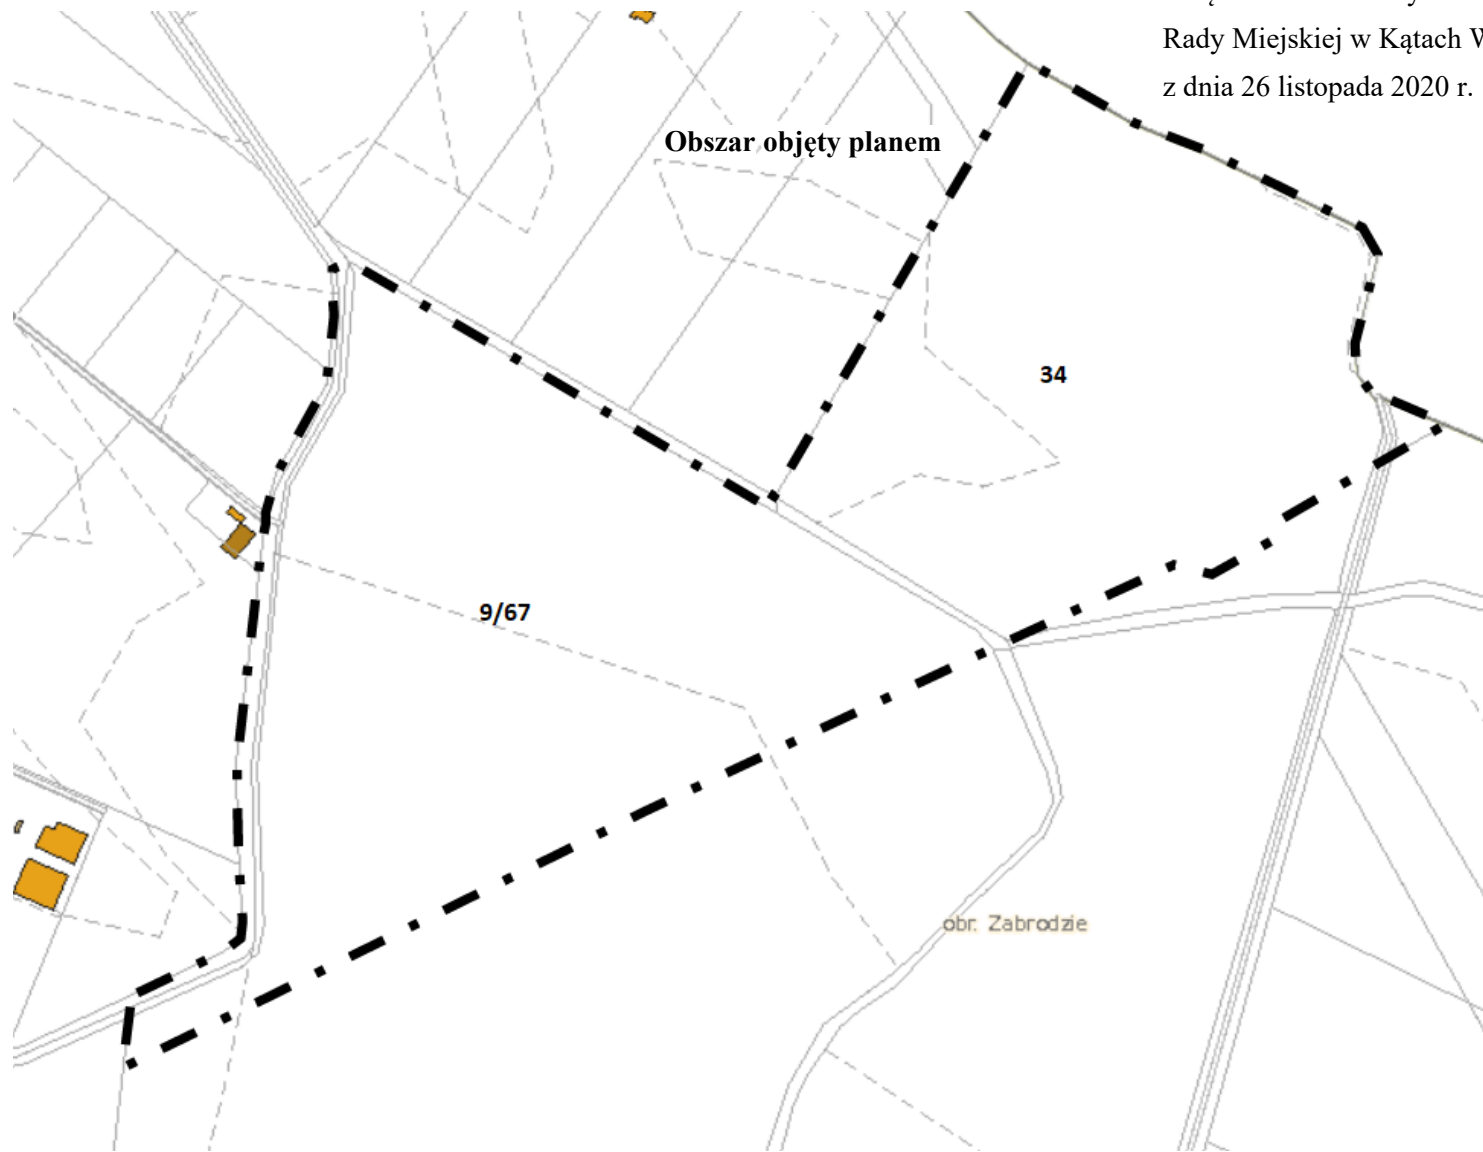 Rady Miejskiej w Kątach
z dnia 26 listopada 2020 r.
Obszar objęty planem
34
9/67
obr. Zabrodzie